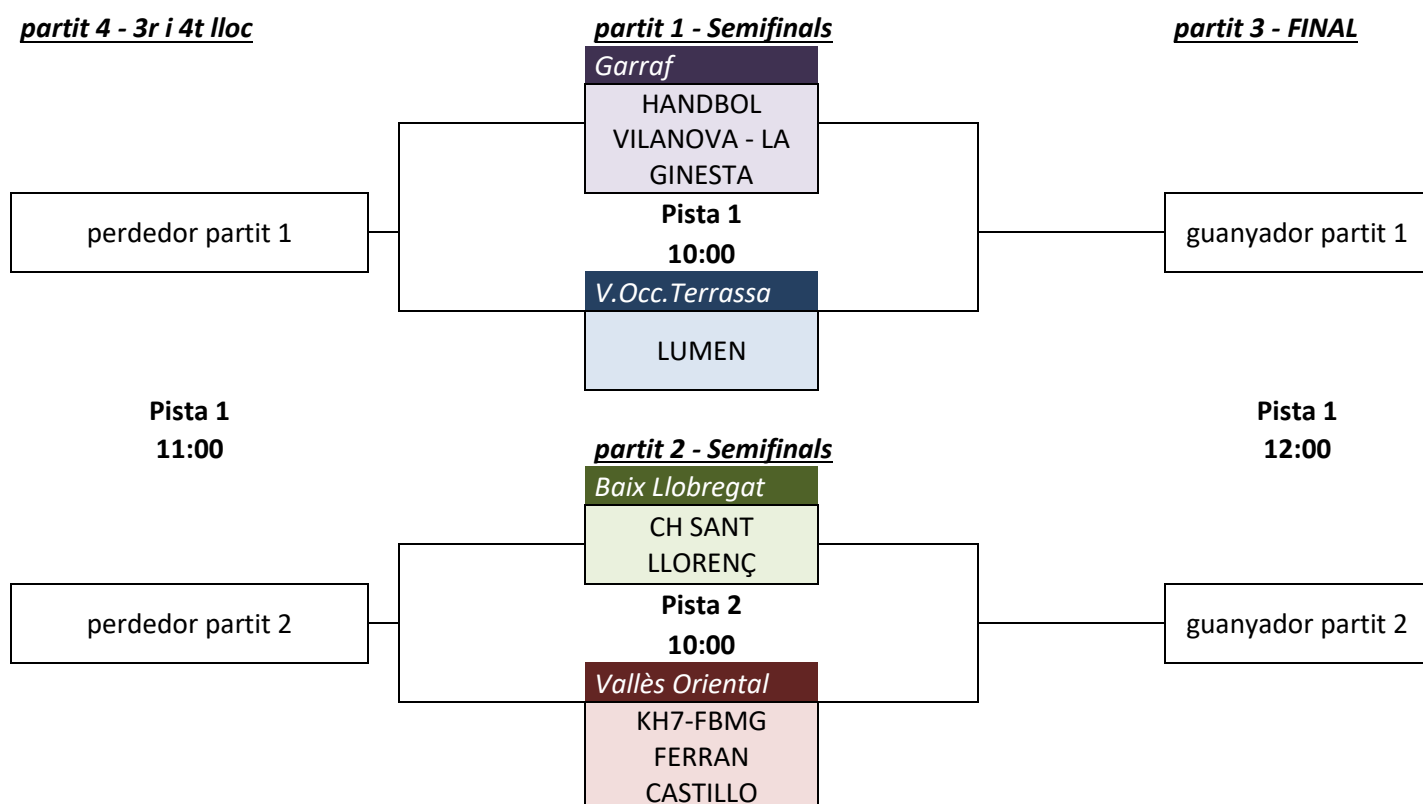 partit 4 - 3r i 4t lloc
partit 1 - Semifinals
partit 3 - FINAL
Garraf
HANDBOL
VILANOVA - LA
GINESTA
perdedor partit 1
Pista 1
10:00
guanyador partit 1
V.Occ.Terrassa
LUMEN
Pista 1
11:00
Pista 1
12:00
partit 2 - Semifinals
Baix Llobregat
CH SANT
LLORENÇ
perdedor partit 2
Pista 2
10:00
guanyador partit 2
Vallès Oriental
KH7-FBMG
FERRAN
CASTILLO